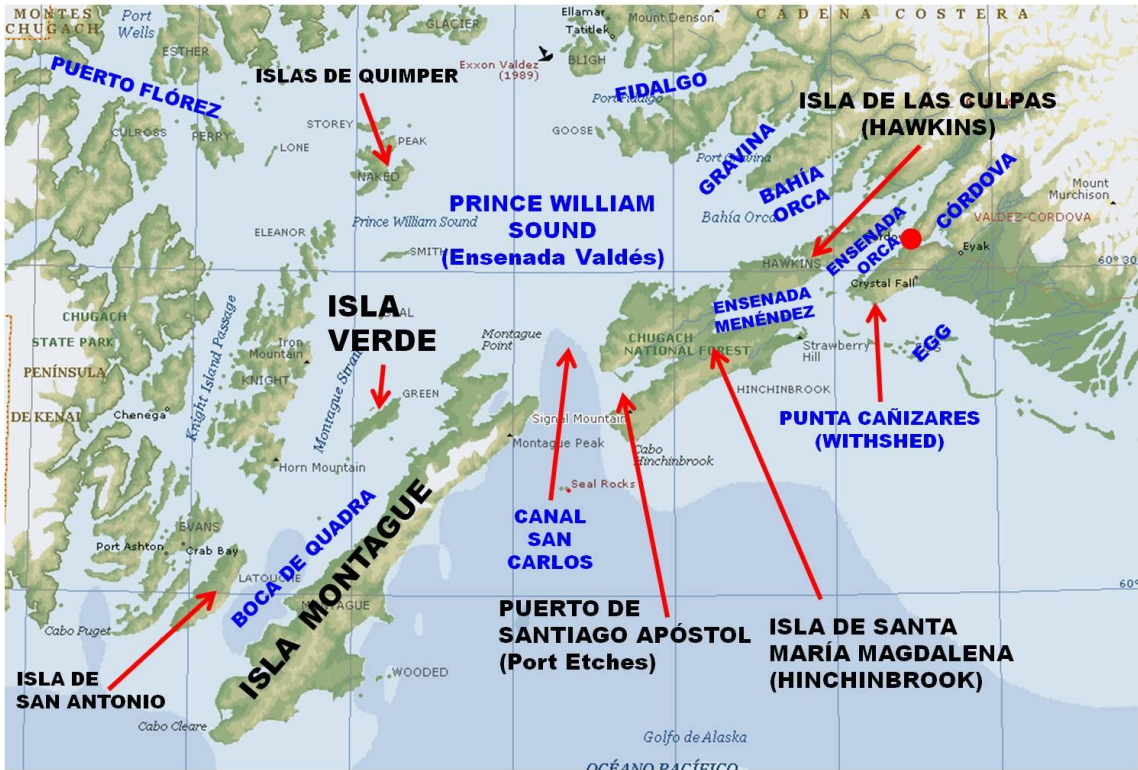 MONTES
CHUGACH
Port
Wells
GLACIER
Ellamar
Tatitlek
Mount Denson
CADENA COSTERA
ESTHER
PUERTO FLÓREZ
ISLAS DE QUIMPER
Exxon Valdez
(1989)
BLIGH
FIDALGO
Port Fidalgo
ISLA DE LAS CULPAS
(HAWKINS)
CULROSS
PERRY
LONE
STOREY
PEAK
NAKED
GOOSE
GRAVINA
Port Gravina
BAHÍA
ORCA
Bahía Orca
CÓRDOVA
Mount
Murchison
VALDEZ-CORDOVA
PRINCE WILLIAM
SOUND
(Ensenada Valdés)
Prince William Sound
ELEANOR
SMITH
HAWKINS
ENSENADA
ORCA
Eyak
60° 30
Crystal Fall
ISLA
VERDE
Montague
Point
ENSENADA
MENÉNDEZ
CHUGACH
NATIONAL FOREST
Strawberry
Hill
EGG
CHUGACH
STATE PARK
PENÍNSULA
DE KENAI
Knight Island Passage
Iron
Mountain
KNIGHT
Montague Strait
GREEN
HINCHINBROOK
PUNTA CAÑIZARES
(WITHSHED)
Chenega
Signal Mountain
Montague Peak
Cabo
Hinchinbrook
Horn Mountain
Seal Rocks
EVANS
Port Ashton
Crab Bay
BOCA DE QUADRA
ISLA MONTAGUE
CANAL
SAN
CARLOS
LATOUCHE
60°
PUERTO DE
SANTIAGO APÓSTOL
(Port Etches)
ISLA DE SANTA
MARÍA MAGDALENA
(HINCHINBROOK)
Cabo Puget
ISLA DE
SAN ANTONIO
WOODED
Cabo Cleare
Golfo de Alaska
OCÉANO PACÍFICO